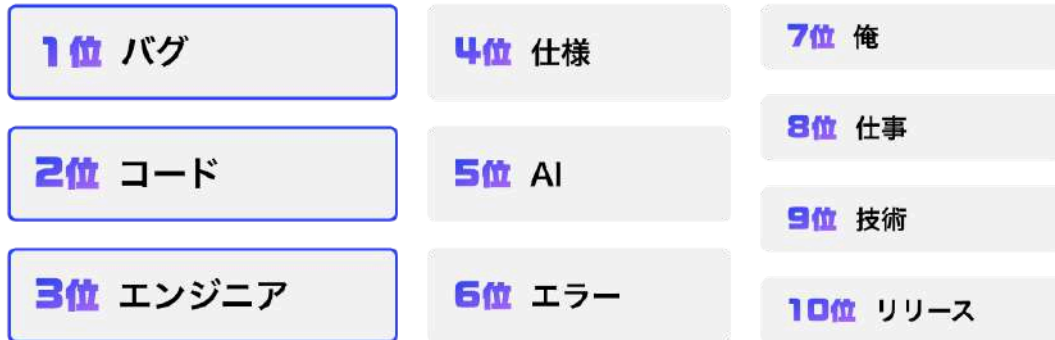 1位 バグ
2位 コード
3位 エンジニア
4位 仕様
5位 AI
6位 エラー
7位 俺
8位 仕事
9位 技術
10位 リリース